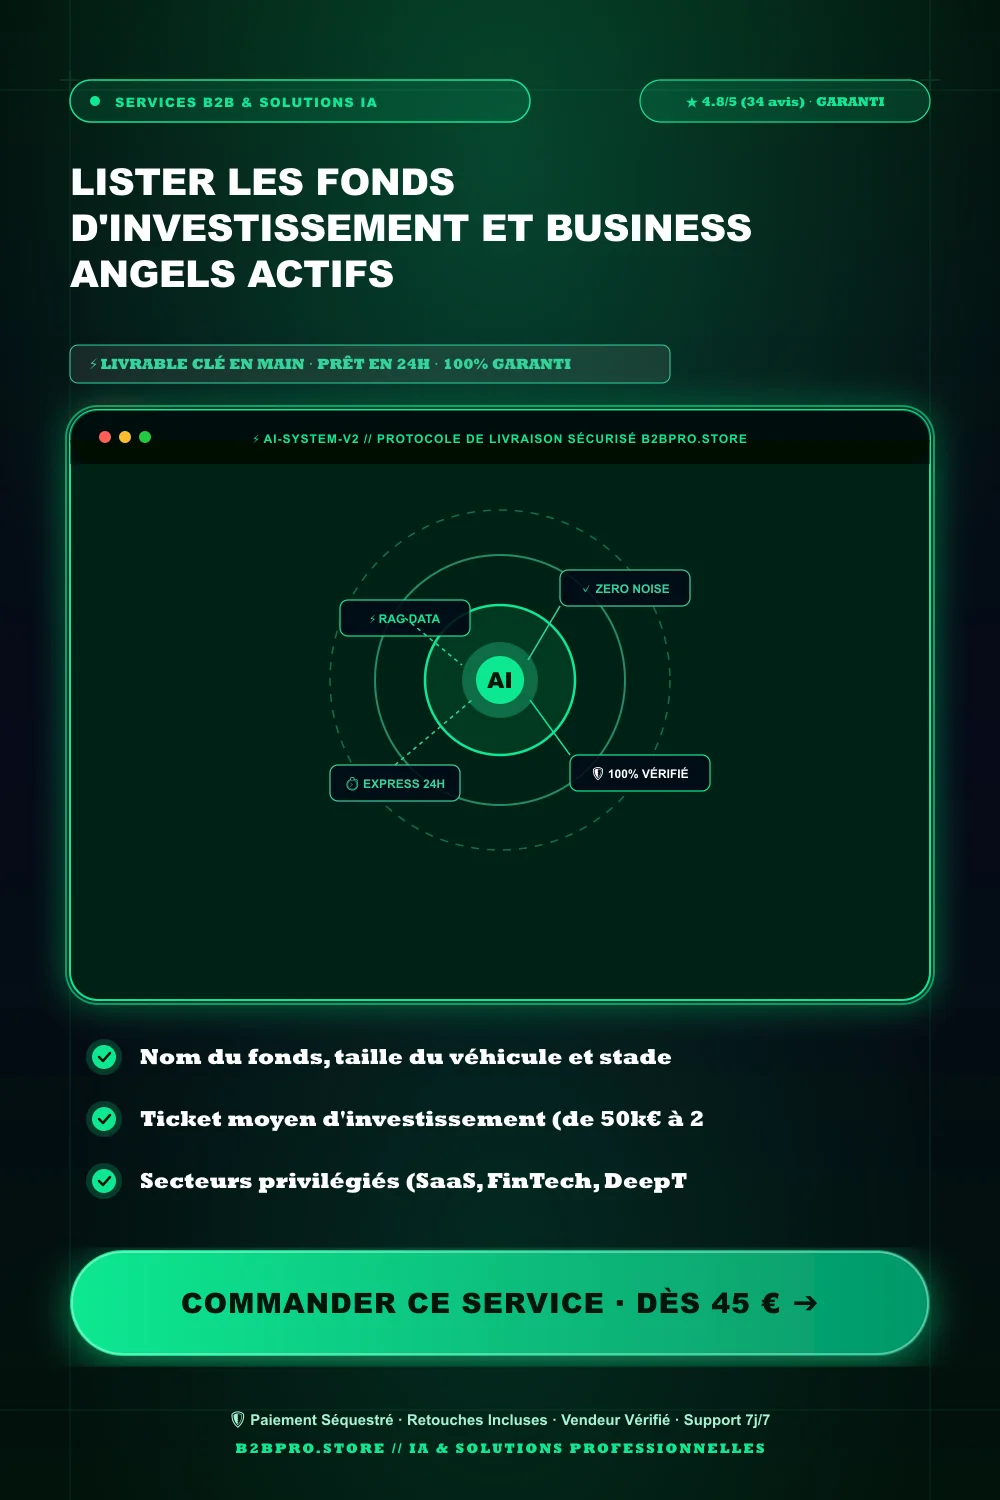 SERVICES B2B & SOLUTIONS IA
★ 4.8/5 (34 avis) · GARANTI
LISTER LES FONDS
D'INVESTISSEMENT ET BUSINESS
ANGELS ACTIFS
⚡ LIVRABLE CLÉ EN MAIN · PRÊT EN 24H · 100% GARANTI
⚡ AI-SYSTEM-V2 // PROTOCOLE DE LIVRAISON SÉCURISÉ B2BPRO.STORE
✓ ZERO NOISE
⚡ RAG DATA
AI
🛡 100% VÉRIFIÉ
⏱ EXPRESS 24H
Nom du fonds, taille du véhicule et stade
Ticket moyen d'investissement (de 50k€ à 2
Secteurs privilégiés (SaaS, FinTech, DeepT
COMMANDER CE SERVICE · DÈS 45 € ➔
🛡 Paiement Séquestré · Retouches Incluses · Vendeur Vérifié · Support 7j/7
B2BPRO.STORE // IA & SOLUTIONS PROFESSIONNELLES